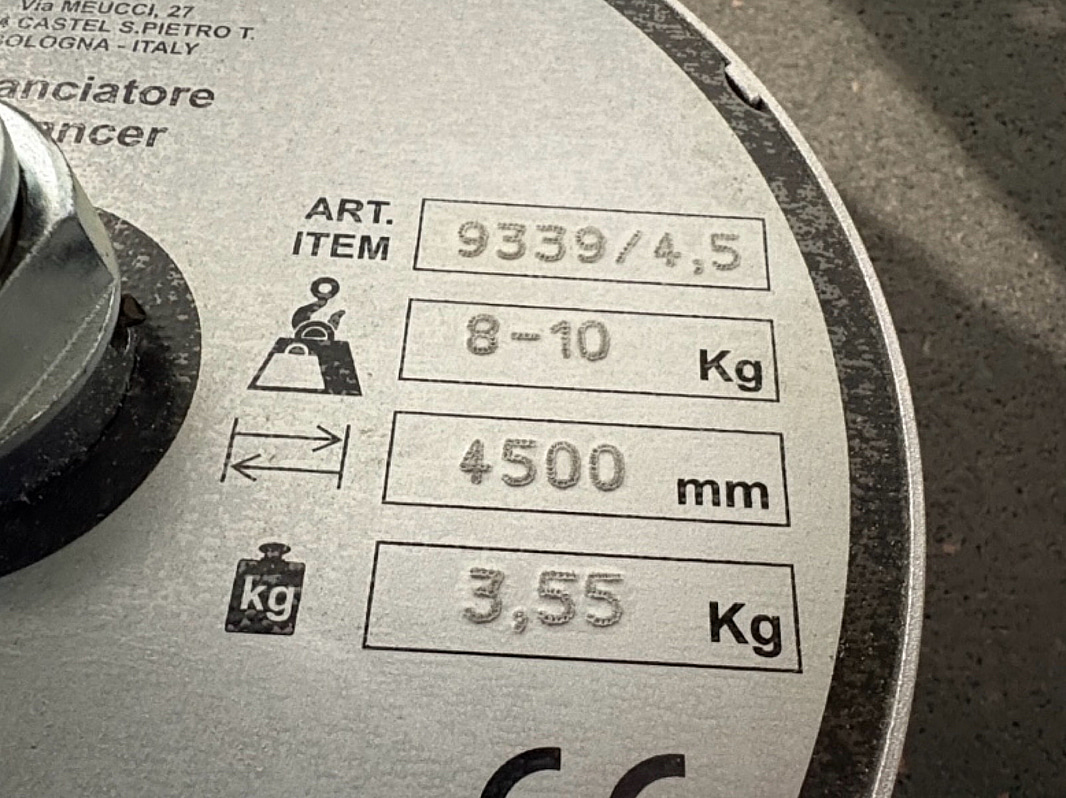 Via MEUCCI, 27
CASTEL S.PIETRO T.
BOLOGNA - ITALY
anciatore
ancer
ART.
ITEM
9339/4,5
8-10 Kg
4500 mm
kg
3,55 Kg
CE